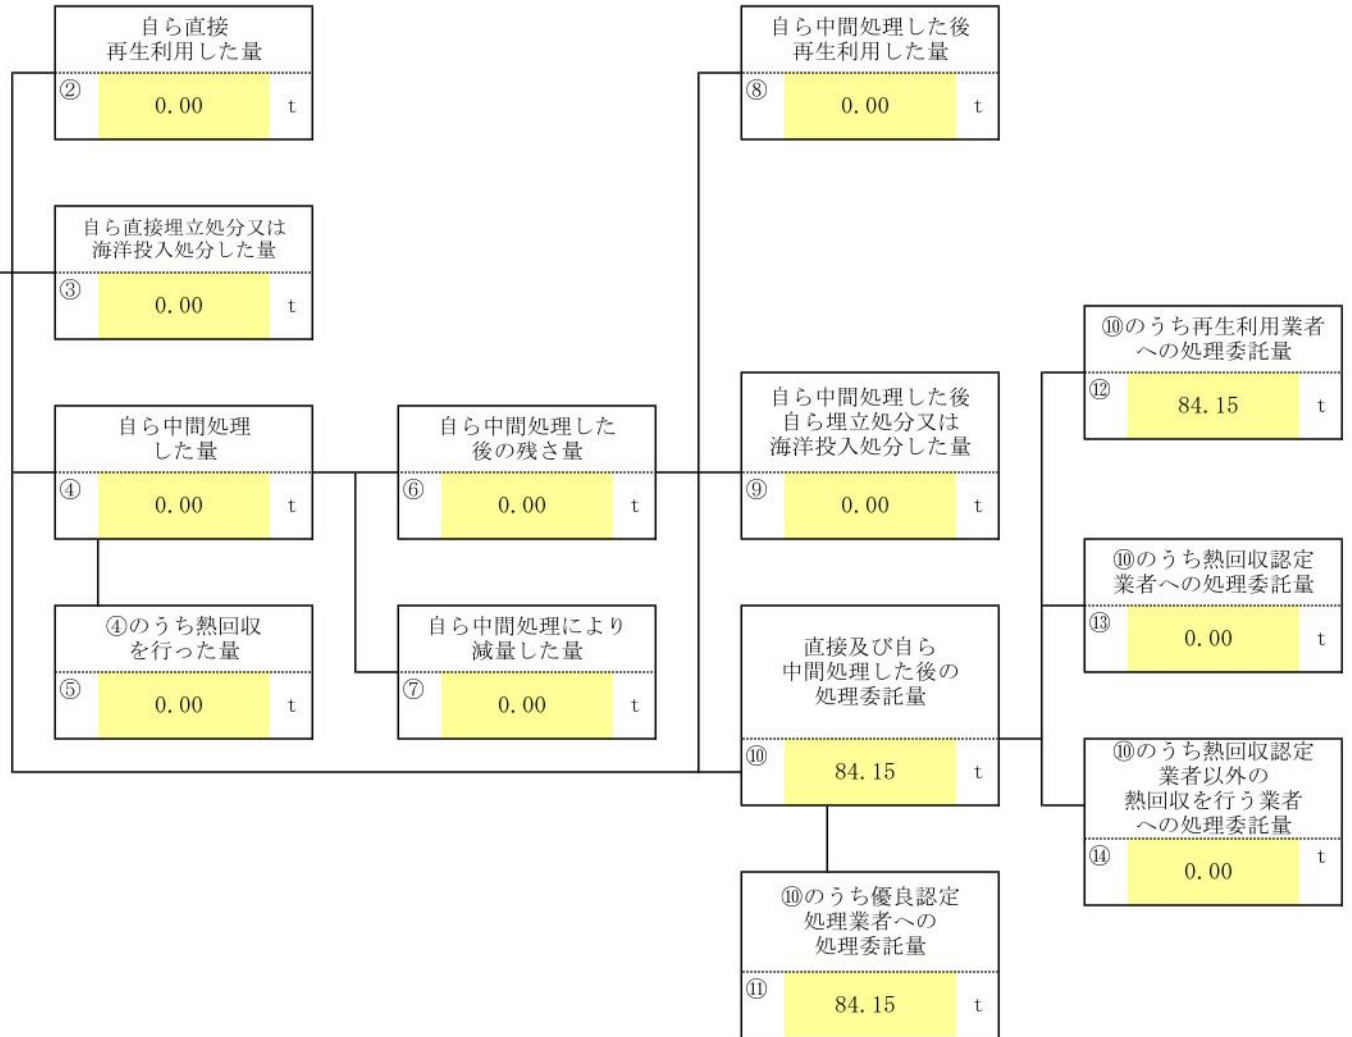 自ら直接
再生利用した量
②
0.00
t
自ら中間処理した後
再生利用した量
⑧
0.00
t
自ら直接埋立処分又は
海洋投入処分した量
③
0.00
t
⑩のうち再生利用業者
への処理委託量
⑫
84.15
t
自ら中間処理
した量
④
0.00
t
自ら中間処理した
後の残さ量
⑥
0.00
t
自ら中間処理した後
自ら埋立処分又は
海洋投入処分した量
⑨
0.00
t
⑩のうち熱回収認定
業者への処理委託量
⑬
0.00
t
④のうち熱回収
を行った量
⑤
0.00
t
自ら中間処理により
減量した量
⑦
0.00
t
直接及び自ら
中間処理した後の
処理委託量
⑩
84.15
t
⑩のうち熱回収認定
業者以外の
熱回収を行う業者
への処理委託量
⑭
0.00
t
⑩のうち優良認定
処理業者への
処理委託量
⑪
84.15
t